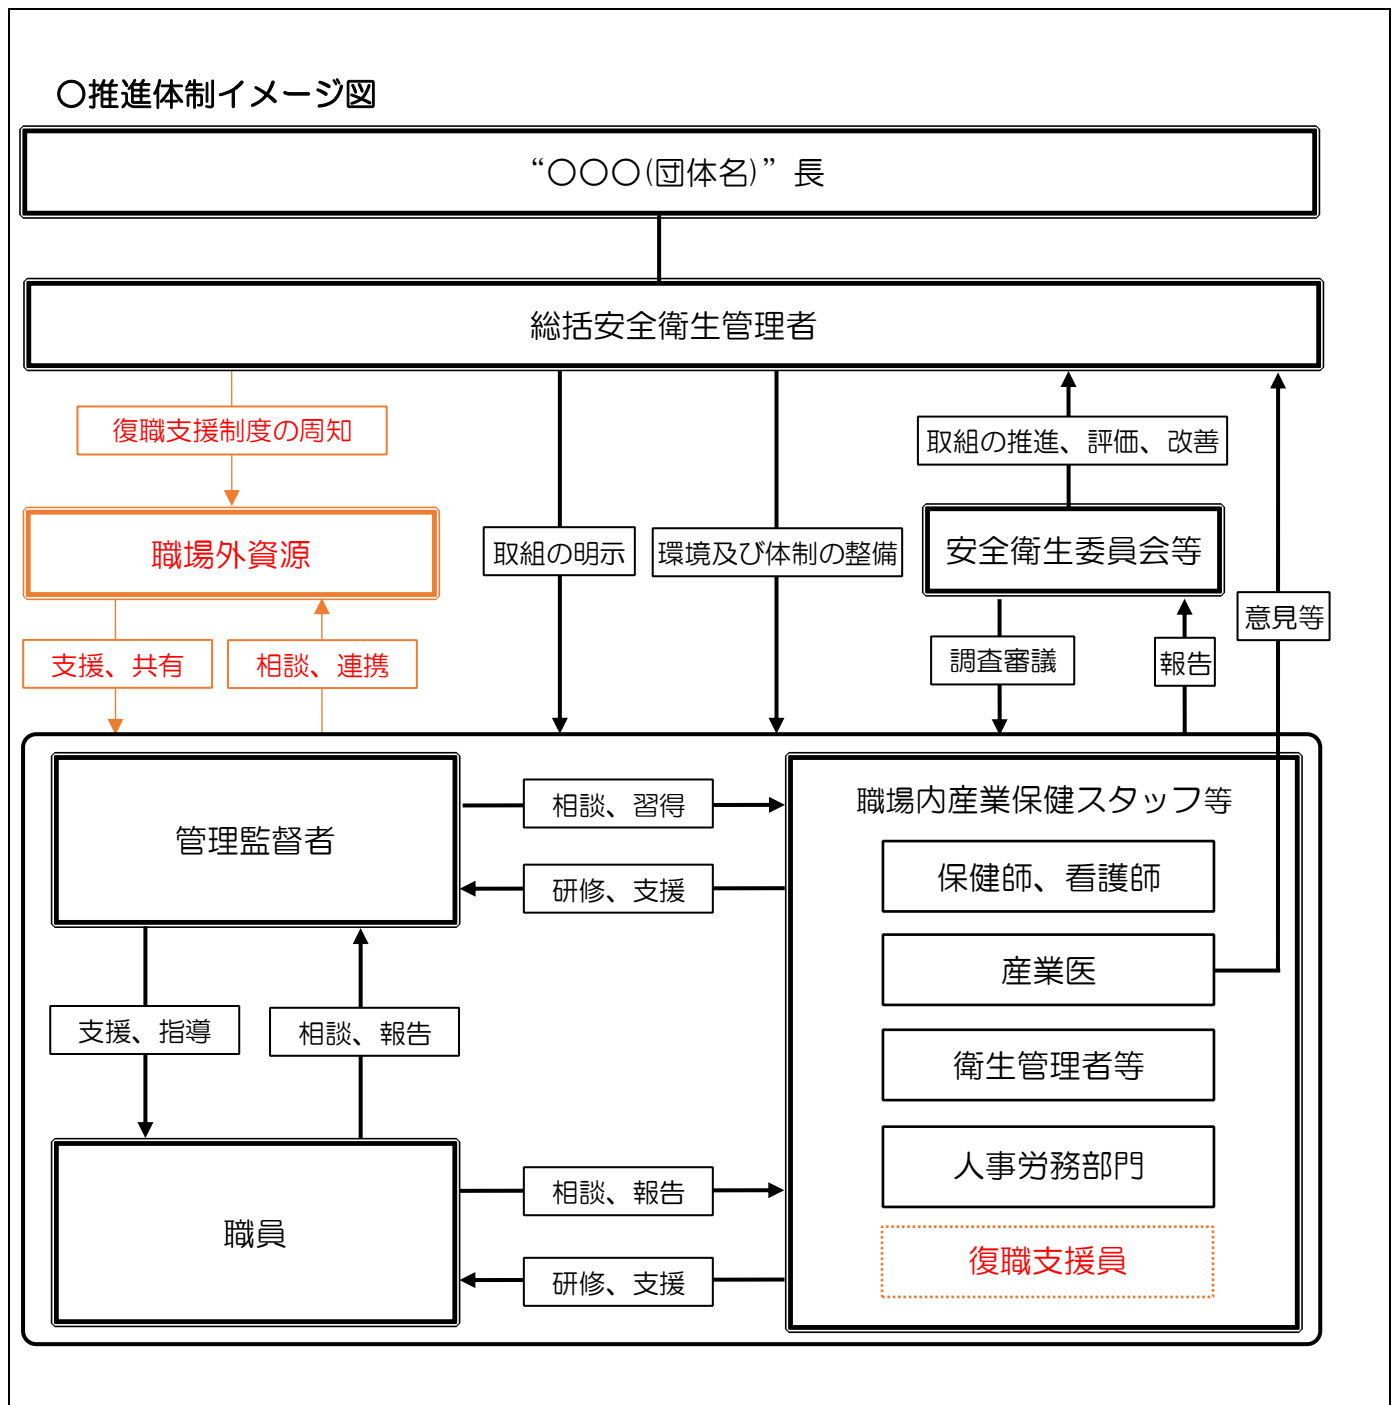 〇推進体制イメージ図
“〇〇〇(団体名)”長
総括安全衛生管理者
復職支援制度の周知
取組の推進、評価、改善
職場外資源
取組の明示
環境及び体制の整備
安全衛生委員会等
意見等
支援、共有
相談、連携
調査審議
報告
管理監督者
相談、習得
研修、支援
職場内産業保健スタッフ等
保健師、看護師
産業医
支援、指導
相談、報告
衛生管理者等
人事労務部門
職員
相談、報告
研修、支援
復職支援員